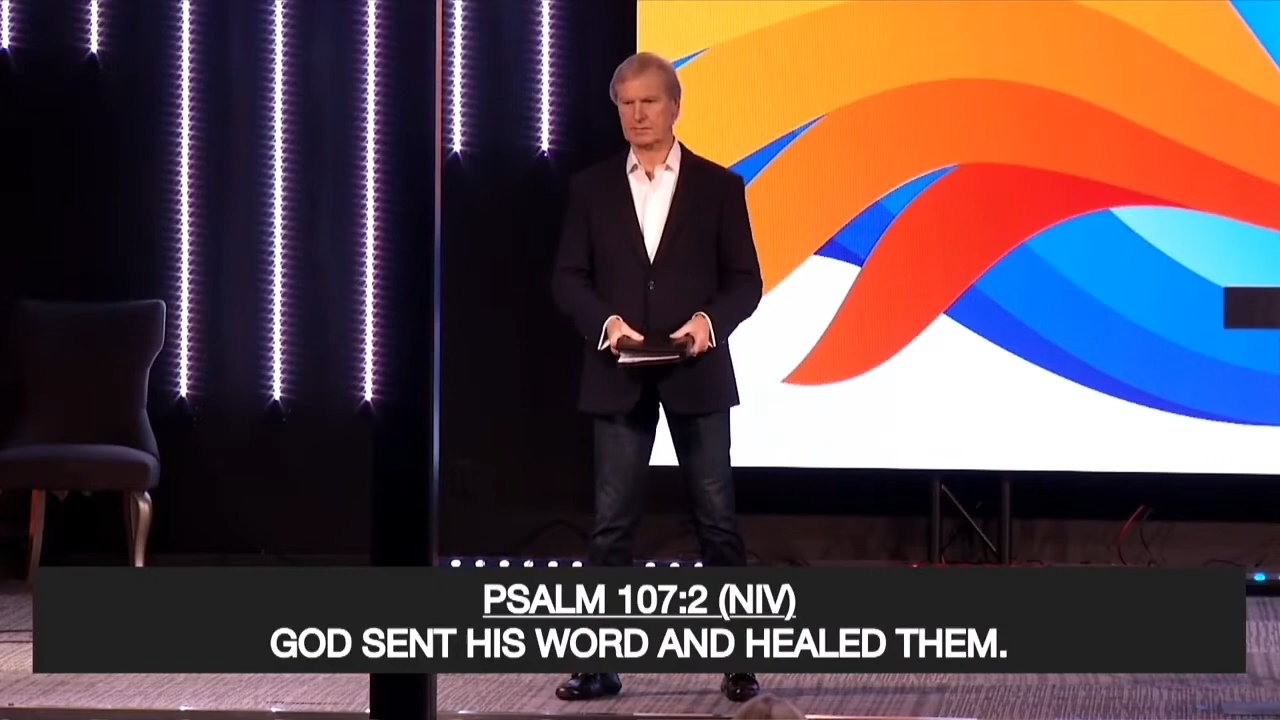 PSALM 107:2 (NIV)
GOD SENT HIS WORD AND HEALED THEM.